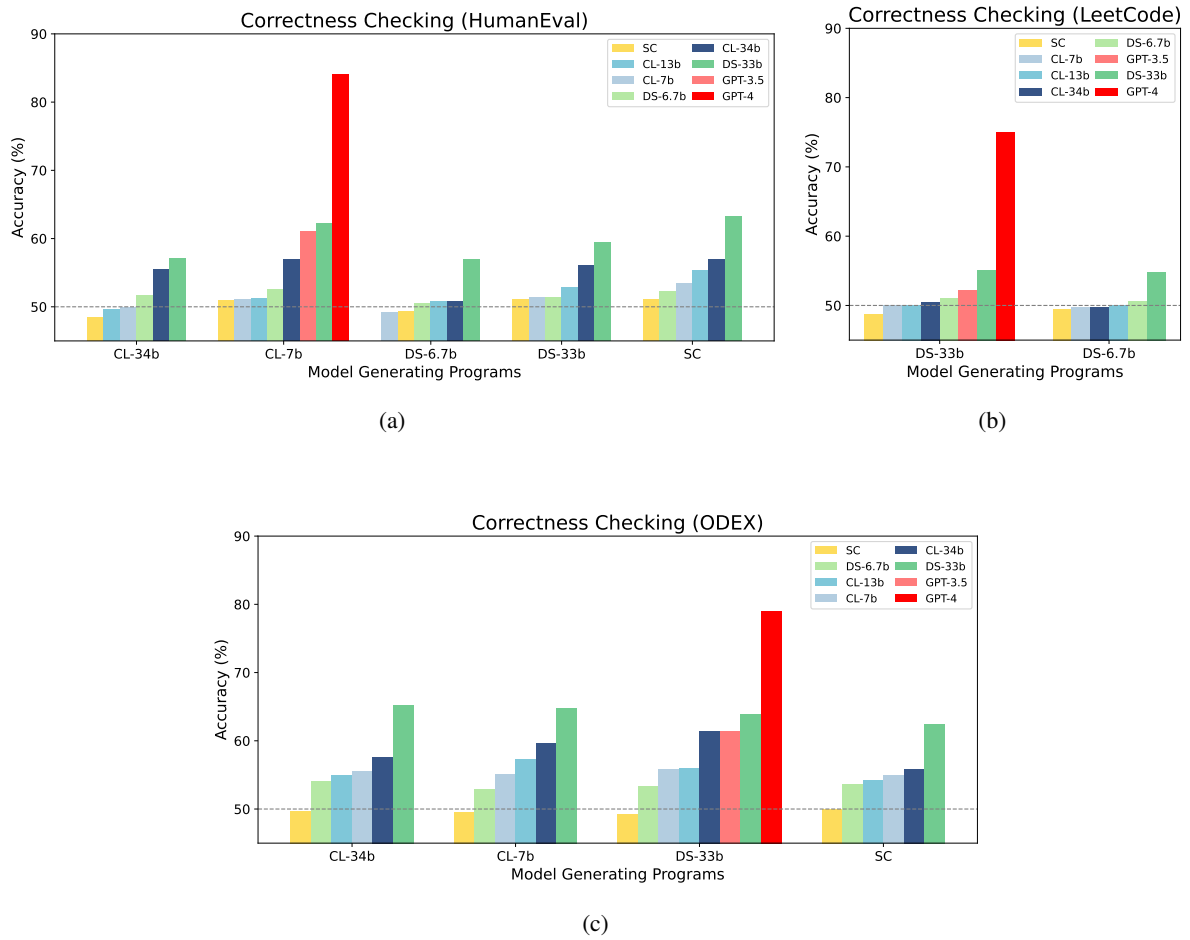 Correctness Checking (HumanEval)
90
80
70
60
50
Accuracy (%)
SC
CL-13b
CL-7b
DS-6.7b
CL-34b
DS-33b
GPT-3.5
GPT-4
CL-34b
CL-7b
DS-6.7b
DS-33b
SC
Model Generating Programs
(a)
Correctness Checking (LeetCode)
90
80
70
60
50
Accuracy (%)
SC
CL-7b
CL-13b
CL-34b
DS-6.7b
GPT-3.5
DS-33b
GPT-4
DS-33b
DS-6.7b
Model Generating Programs
(b)
Correctness Checking (ODEX)
90
80
70
60
50
Accuracy (%)
SC
DS-6.7b
CL-13b
CL-7b
CL-34b
DS-33b
GPT-3.5
GPT-4
CL-34b
CL-7b
DS-33b
SC
Model Generating Programs
(c)